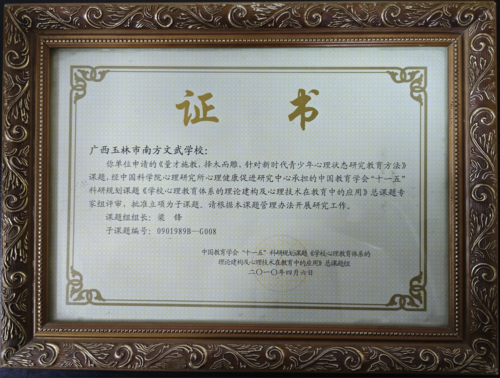 证 书
广西玉林市南方文武学校：
你单位申请的《量才施教、择木而雕，针对新时代青少年心理状态研究教育方法》
课题，经中国科学院心理研究所心理健康促进研究中心承担的中国教育学会“十一五”
科研规划课题《学校心理教育体系的理论建构及心理技术在教育中的应用》总课题专
家组评审，批准立项为子课题。请根据本课题管理办法开展研究工作。
课题组组长：梁 锋
子课题编号：0901989B—G008
中国教育学会“十一五”科研规划课题《学校心理教育体系的
理论建构及心理技术在教育中的应用》总课题组
二〇一〇年四月六日